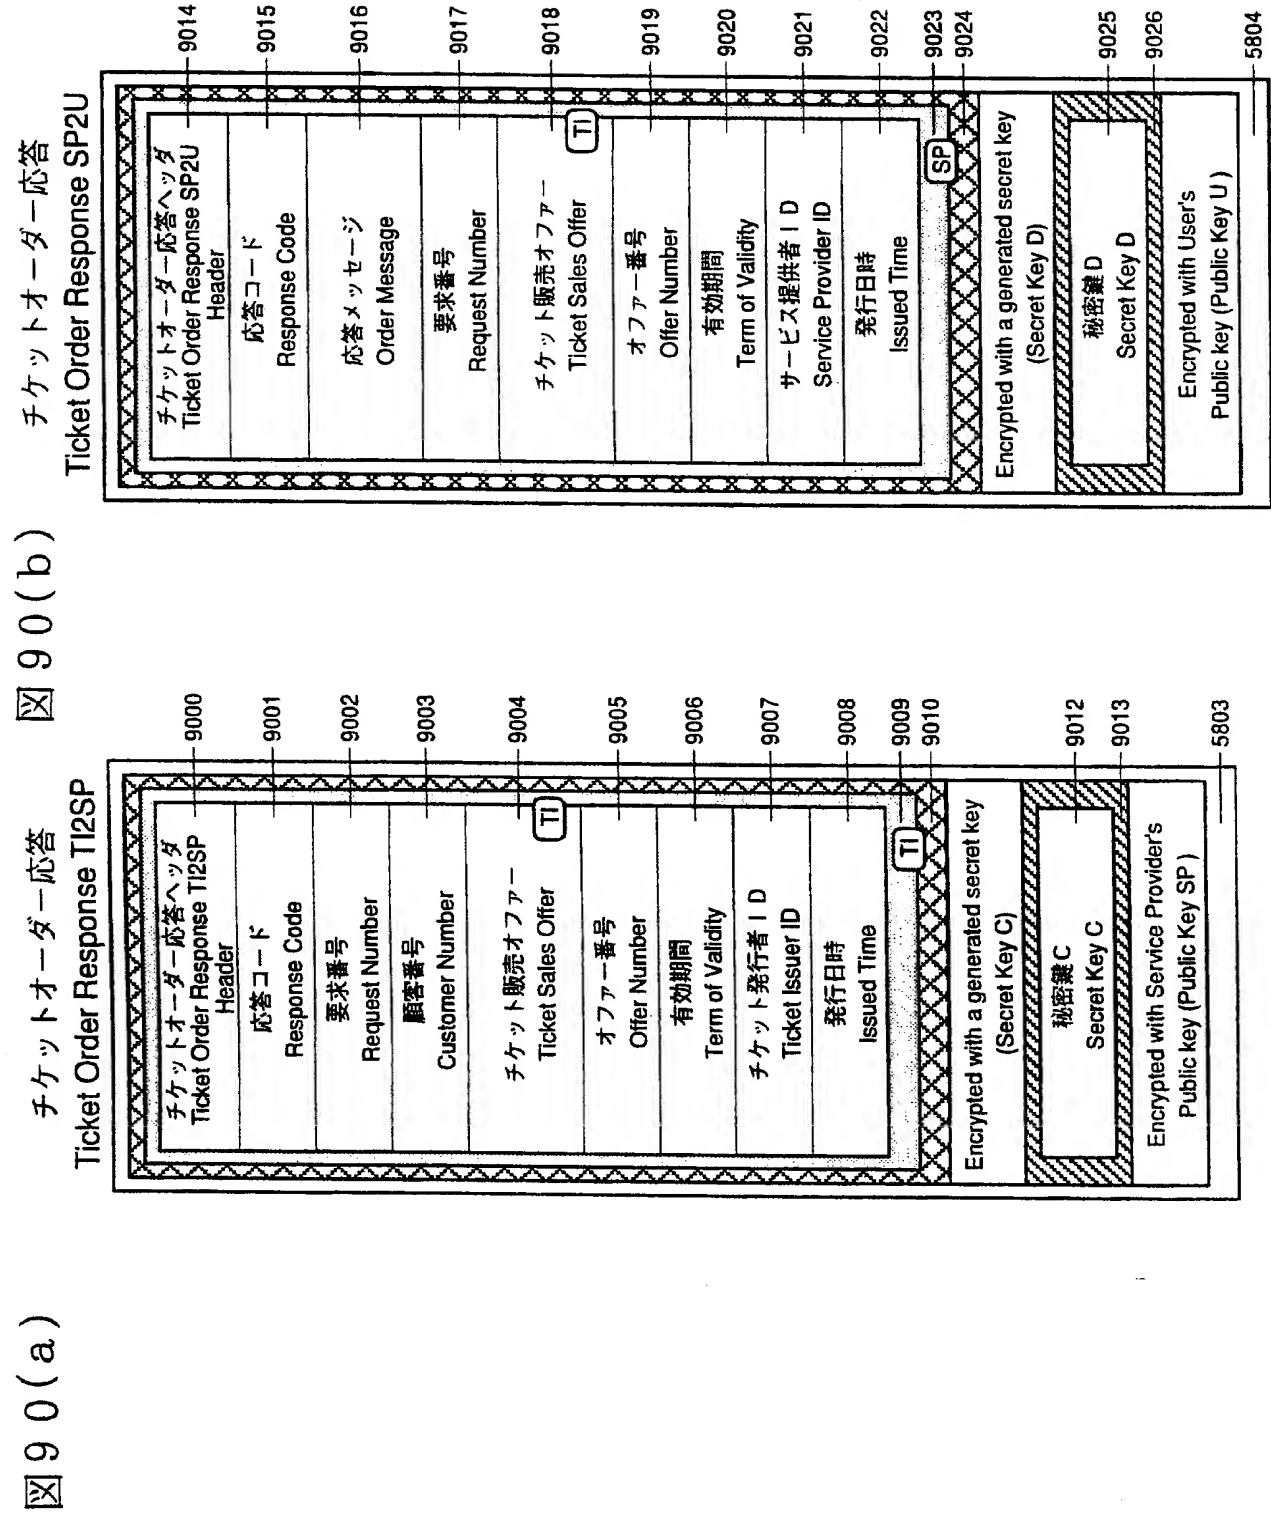 図９０(a)
チケットオーダー応答
Ticket Order Response TI2SP
チケットオーダー応答ヘッダ
Ticket Order Response TI2SP
Header
9000
応答コード
Response Code
9001
要求番号
Request Number
9002
顧客番号
Customer Number
9003
チケット販売オファー
Ticket Sales Offer
TI
9004
オファー番号
Offer Number
9005
有効期間
Term of Validity
9006
チケット発行者ＩＤ
Ticket Issuer ID
9007
発行日時
Issued Time
9008
TI
9009
9010
Encrypted with a generated secret key
(Secret Key C)
秘密鍵 C
Secret Key C
9012
9013
Encrypted with Service Provider's
Public key (Public Key SP)
5803
図９０(b)
チケットオーダー応答
Ticket Order Response SP2U
チケットオーダー応答ヘッダ
Ticket Order Response SP2U
Header
9014
応答コード
Response Code
9015
応答メッセージ
Order Message
9016
要求番号
Request Number
9017
チケット販売オファー
Ticket Sales Offer
TI
9018
オファー番号
Offer Number
9019
有効期間
Term of Validity
9020
サービス提供者ＩＤ
Service Provider ID
9021
発行日時
Issued Time
9022
SP
9023
9024
Encrypted with a generated secret key
(Secret Key D)
秘密鍵 D
Secret Key D
9025
9026
Encrypted with User's
Public key (Public Key U)
5804